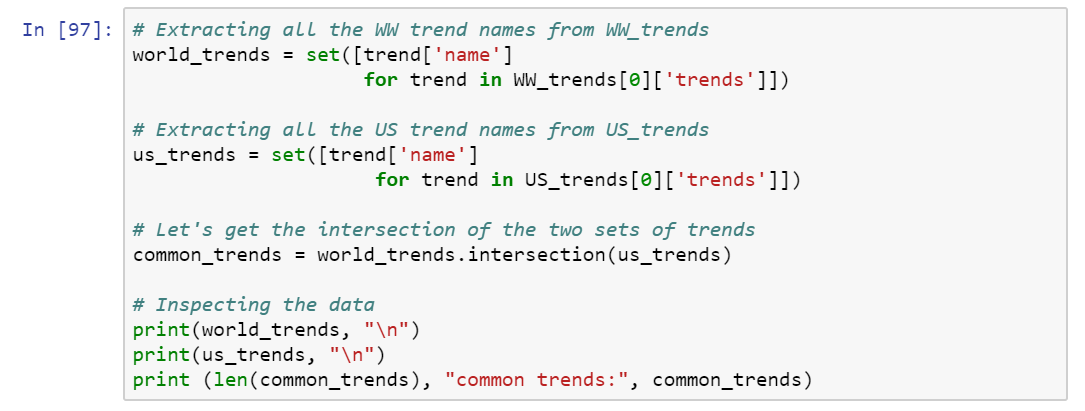 In [97]: # Extracting all the WW trend names from WW_trends
world_trends = set([trend['name']
for trend in WW_trends[0]['trends']])
# Extracting all the US trend names from US_trends
us_trends = set([trend['name']
for trend in US_trends[0]['trends']])
# Let's get the intersection of the two sets of trends
common_trends = world_trends.intersection(us_trends)
# Inspecting the data
print(world_trends, "\n")
print(us_trends, "\n")
print (len(common_trends), "common trends:", common_trends)